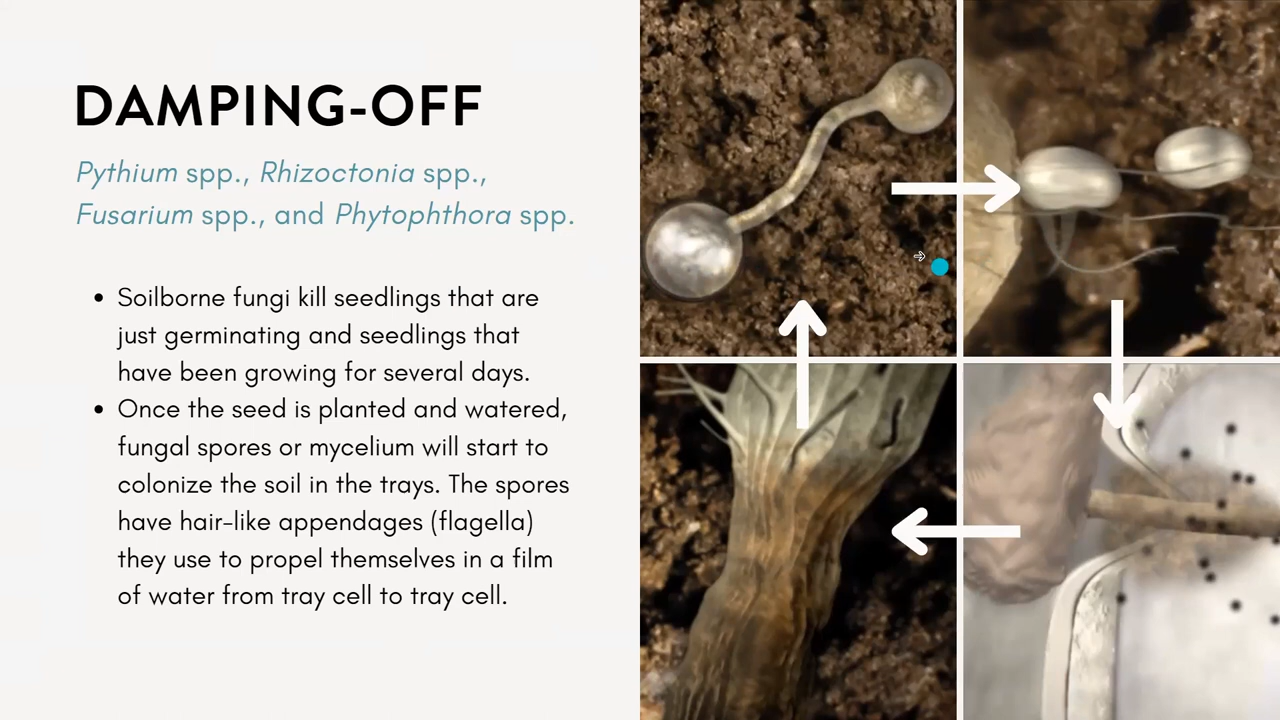 DAMPING-OFF
Pythium spp., Rhizoctonia spp.,
Fusarium spp., and Phytophthora spp.
• Soilborne fungi kill seedlings that are
just germinating and seedlings that
have been growing for several days.
• Once the seed is planted and watered,
fungal spores or mycelium will start to
colonize the soil in the trays. The spores
have hair-like appendages (flagella)
they use to propel themselves in a film
of water from tray cell to tray cell.